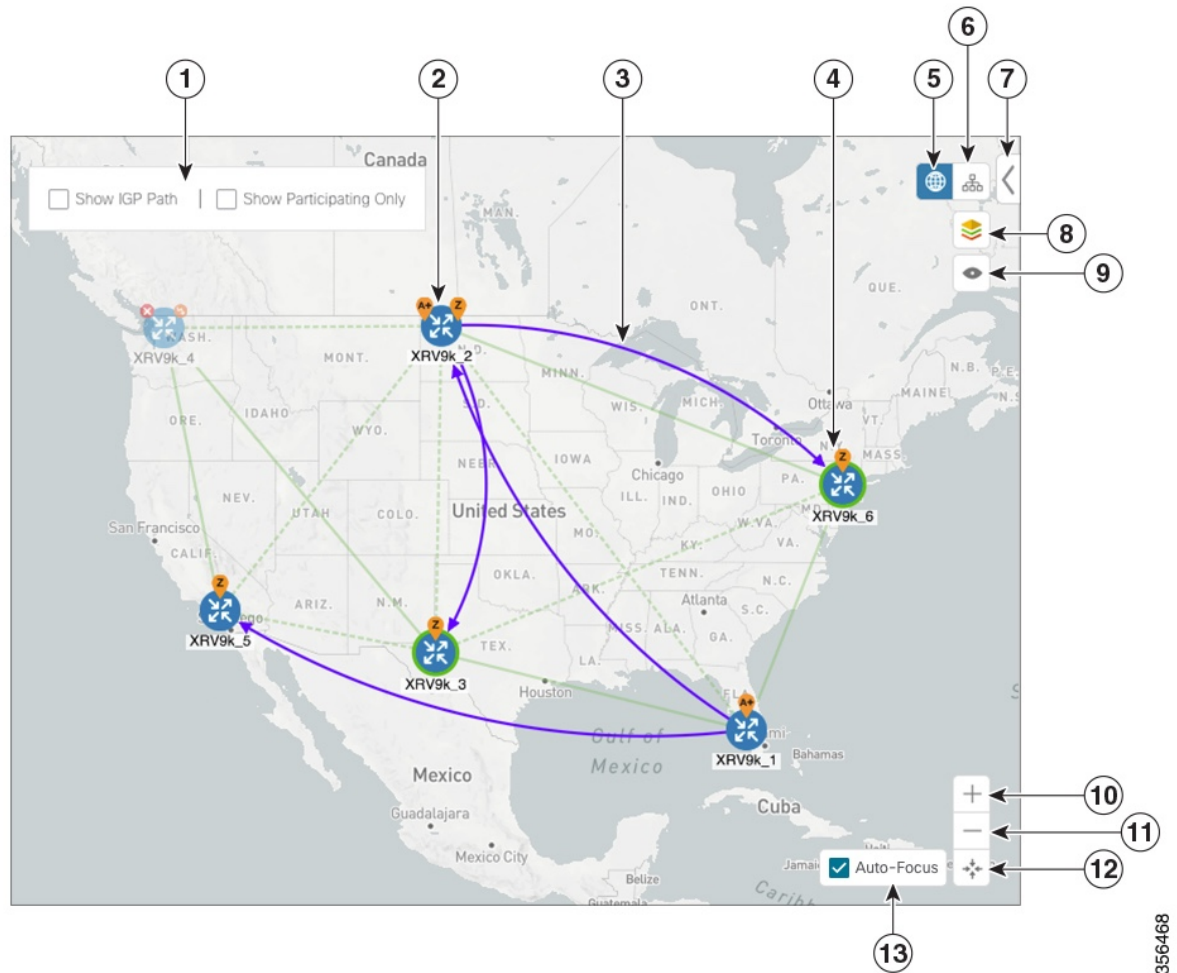 6
1
2
3
4
5
7
Canada
Show IGP Path | Show Participating Only
MAN.
8
9
QUE.
ONT.
A+ Z
WASH.
XRV9k_4
XRV9k_2
N.D.
MONT.
MINN.
N.B.
P.E.
MAINE
ORE.
IDAHO
S.D.
WIS.
MICH.
Ottawa
VT.
WYO.
Toronto
N.Y.
MASS.
NEBR.
IOWA
Chicago
Z
PA.
NEV.
UTAH
COLO.
United States
ILL.
IND.
OHIO
MD.
XRV9k_6
San Francisco
MO.
W.VA.
KY.
VA.
CALIF.
Z
OKLA.
TENN.
N.C.
ARIZ.
N.M.
ARK.
Atlanta
S.C.
XRV9k_5
Z
MISS.
ALA.
GA.
TEX.
LA.
XRV9k_3
Houston
FLA.
A+
Gulf of
Mexico
XRV9k_1
Bahamas
Mexico
Guadalajara
Cuba
10
Mexico City
11
Belize
Auto-Focus
12
Guatemala
13
356468